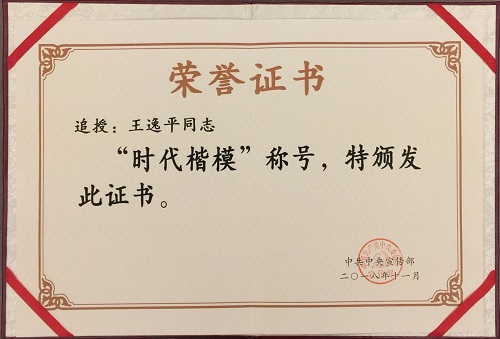 荣誉证书
追授：王逸平同志
“时代楷模”称号，特颁发
此证书。
中共中央宣传部
二〇一八年十一月